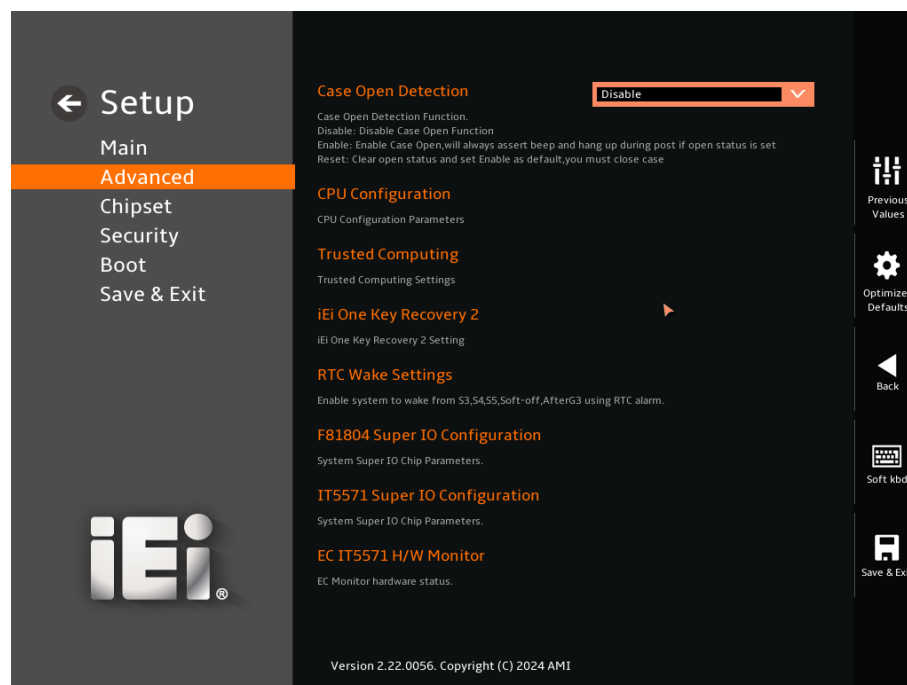 Setup
Main
Advanced
Chipset
Security
Boot
Save & Exit
iEi®
Case Open Detection
Disable
Case Open Detection Function.
Disable: Disable Case Open Function
Enable: Enable Case Open,will always assert beep and hang up during post if open status is set
Reset: Clear open status and set Enable as default,you must close case
CPU Configuration
CPU Configuration Parameters
Trusted Computing
Trusted Computing Settings
iEi One Key Recovery 2
iEi One Key Recovery 2 Setting
RTC Wake Settings
Enable system to wake from S3,S4,S5,Soft-off,AfterG3 using RTC alarm.
F81804 Super IO Configuration
System Super IO Chip Parameters.
IT5571 Super IO Configuration
System Super IO Chip Parameters.
EC IT5571 H/W Monitor
EC Monitor hardware status.
Version 2.22.0056. Copyright (C) 2024 AMI
Previous
Values
Optimize
Defaults
Back
Soft kbd
Save & Ex